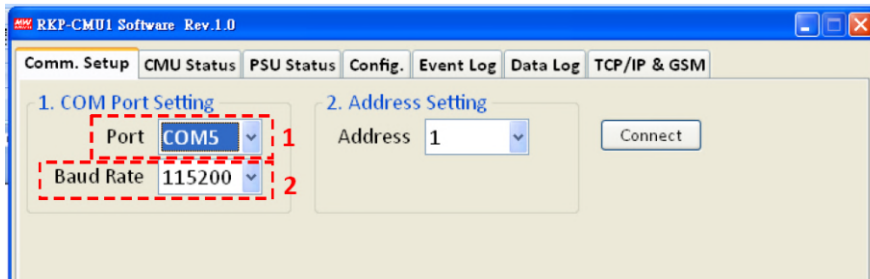 MW RKP-CMU1 Software Rev.1.0
Comm. Setup CMU Status PSU Status Config. Event Log Data Log TCP/IP & GSM
1. COM Port Setting 2. Address Setting
Port COM5 1 Address 1 Connect
Baud Rate 115200 2